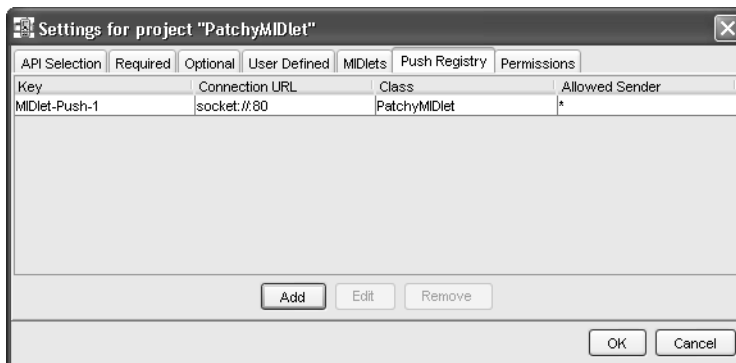 Settings for project "PatchyMIDlet"
API Selection Required Optional User Defined MIDlets Push Registry Permissions
Key Connection URL Class Allowed Sender
MIDlet-Push-1 socket://:80 PatchyMIDlet *
Add Edit Remove
OK Cancel